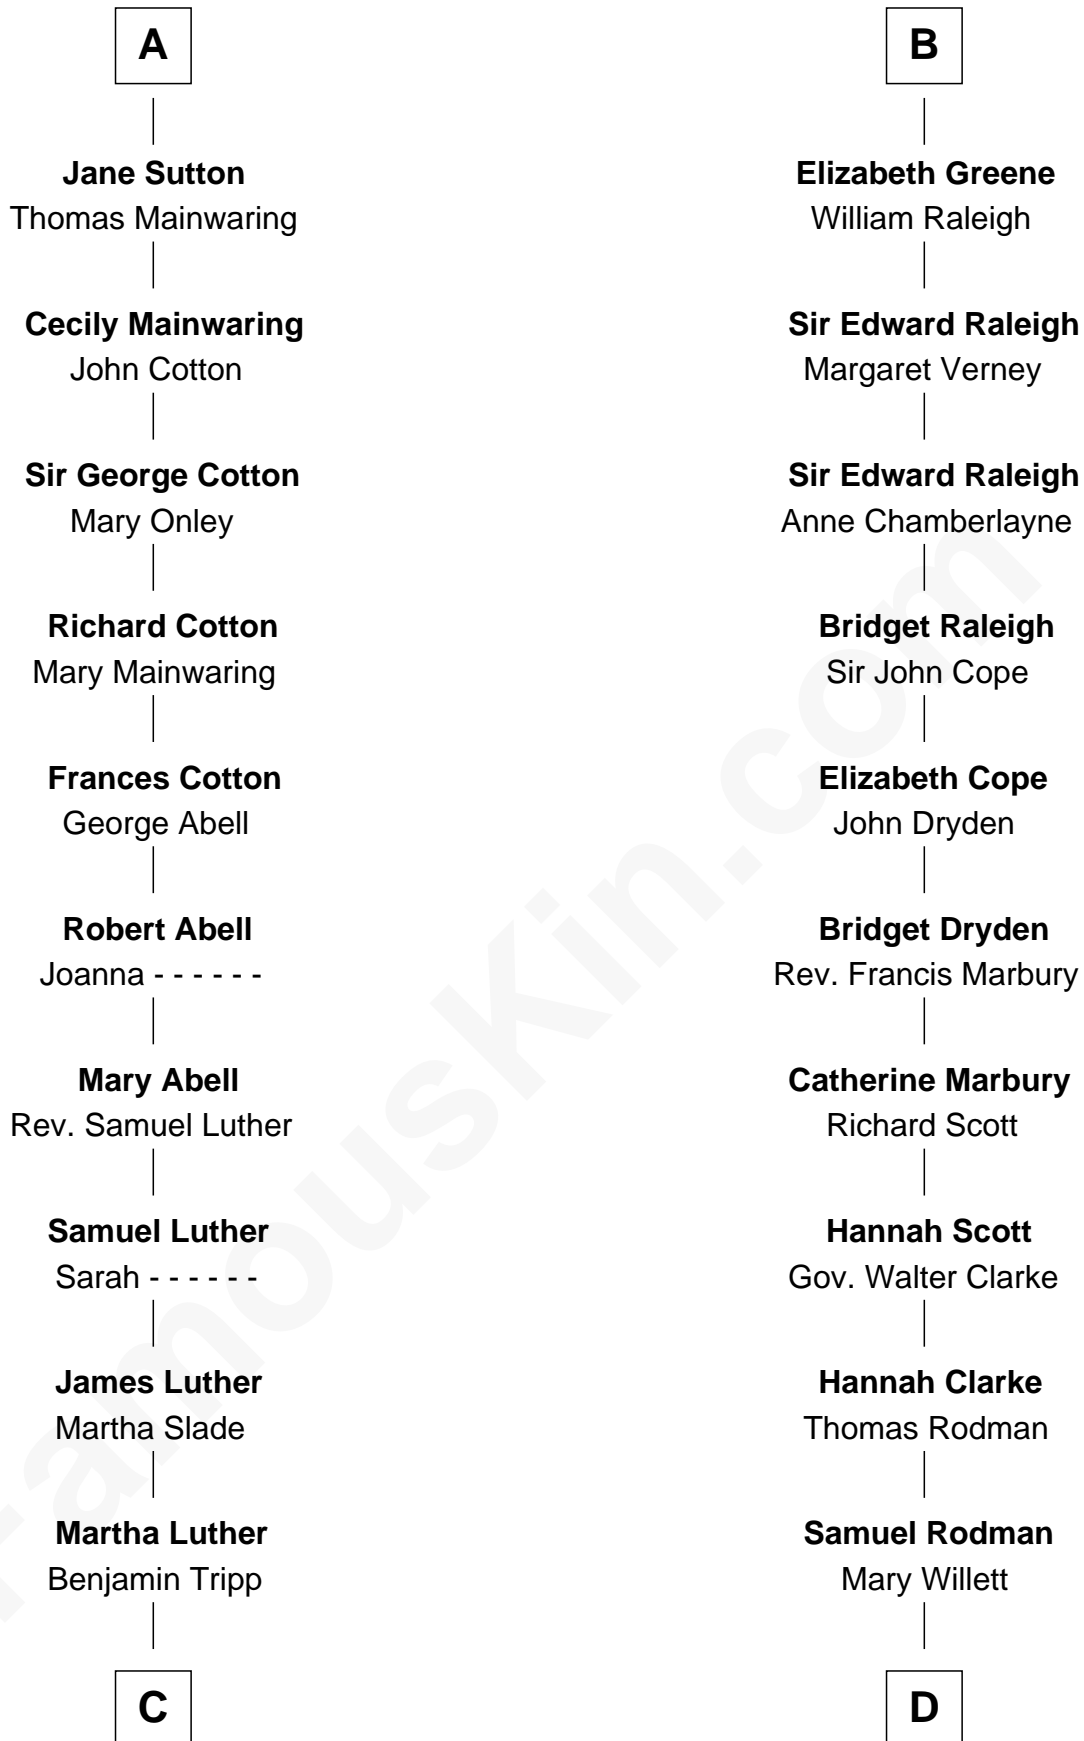 A
Jane Sutton
Thomas Mainwaring
Cecily Mainwaring
John Cotton
Sir George Cotton
Mary Onley
Richard Cotton
Mary Mainwaring
Frances Cotton
George Abell
Robert Abell
Joanna - - - - - -
Mary Abell
Rev. Samuel Luther
Samuel Luther
Sarah - - - - - -
James Luther
Martha Slade
Martha Luther
Benjamin Tripp
C
B
Elizabeth Greene
William Raleigh
Sir Edward Raleigh
Margaret Verney
Sir Edward Raleigh
Anne Chamberlayne
Bridget Raleigh
Sir John Cope
Elizabeth Cope
John Dryden
Bridget Dryden
Rev. Francis Marbury
Catherine Marbury
Richard Scott
Hannah Scott
Gov. Walter Clarke
Hannah Clarke
Thomas Rodman
Samuel Rodman
Mary Willett
D
FamousKin.com